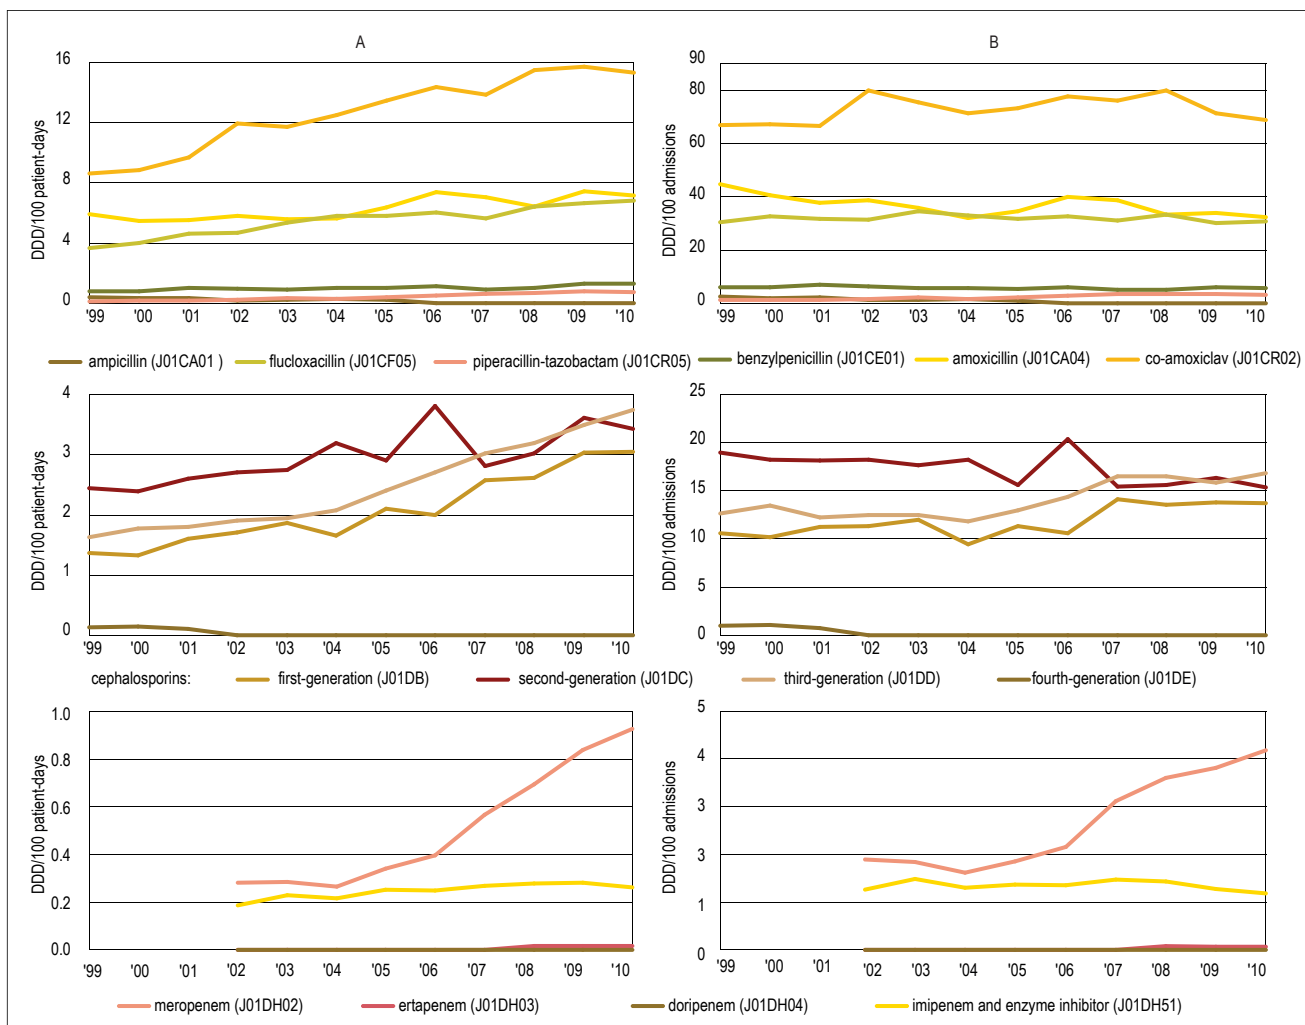 A
B
DDD/100 patient-days
16
12
8
4
0
'99 '00 '01 '02 '03 '04 '05 '06 '07 '08 '09 '10
DDD/100 admissions
90
80
60
40
20
0
'99 '00 '01 '02 '03 '04 '05 '06 '07 '08 '09 '10
ampicillin (J01CA01 ) flucloxacillin (J01CF05) piperacillin-tazobactam (J01CR05) benzylpenicillin (J01CE01) amoxicillin (J01CA04) co-amoxiclav (J01CR02)
DDD/100 patient-days
4
3
2
1
0
'99 '00 '01 '02 '03 '04 '05 '06 '07 '08 '09 '10
DDD/100 admissions
25
20
15
10
5
0
'99 '00 '01 '02 '03 '04 '05 '06 '07 '08 '09 '10
cephalosporins: first-generation (J01DB) second-generation (J01DC) third-generation (J01DD) fourth-generation (J01DE)
DDD/100 patient-days
1.0
0.8
0.6
0.4
0.2
0.0
'99 '00 '01 '02 '03 '04 '05 '06 '07 '08 '09 '10
DDD/100 admissions
5
4
3
3
1
0
'99 '00 '01 '02 '03 '04 '05 '06 '07 '08 '09 '10
meropenem (J01DH02) ertapenem (J01DH03) doripenem (J01DH04) imipenem and enzyme inhibitor (J01DH51)